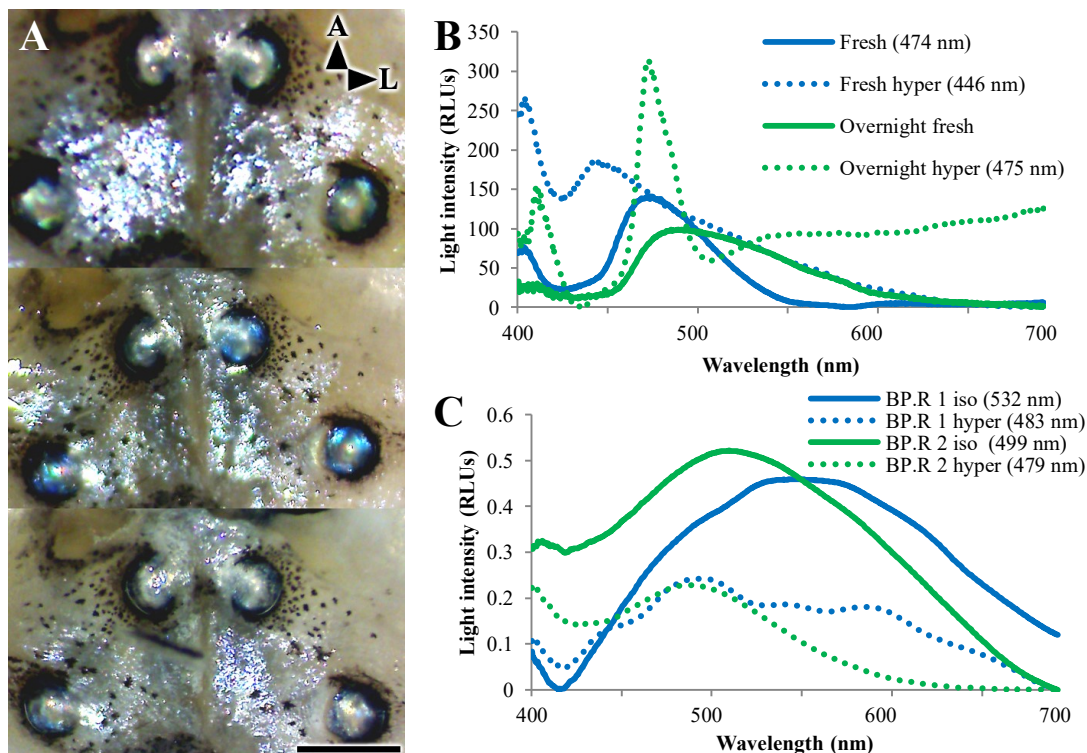 A
A
L
B
Light intensity (RLUs)
350
300
250
200
150
100
50
0
400
500
600
700
Wavelength (nm)
Fresh (474 nm)
Fresh hyper (446 nm)
Overnight fresh
Overnight hyper (475 nm)
C
Light intensity (RLUs)
0.6
0.5
0.4
0.3
0.2
0.1
0
400
500
600
700
Wavelength (nm)
BP.R 1 iso (532 nm)
BP.R 1 hyper (483 nm)
BP.R 2 iso (499 nm)
BP.R 2 hyper (479 nm)